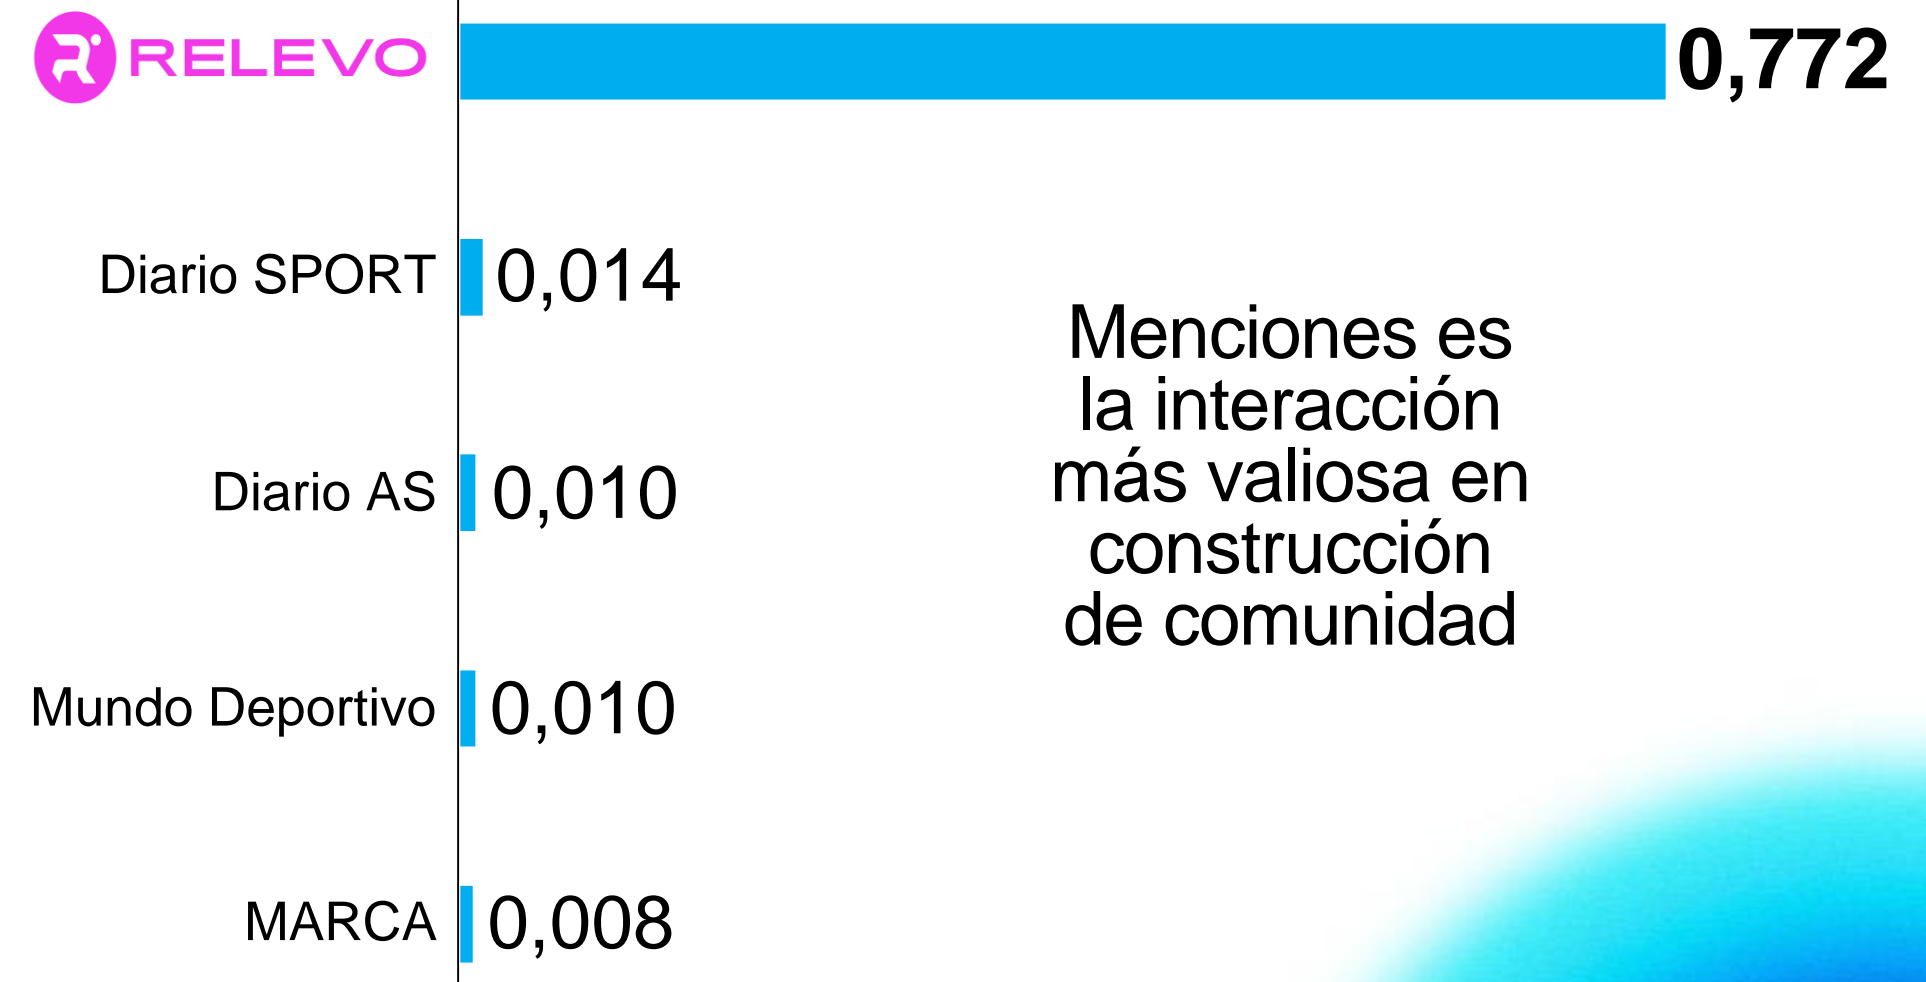 RELEVO 0,772
Diario SPORT 0,014
Diario AS 0,010
Mundo Deportivo 0,010
MARCA 0,008
Menciones es
la interacción
más valiosa en
construcción
de comunidad